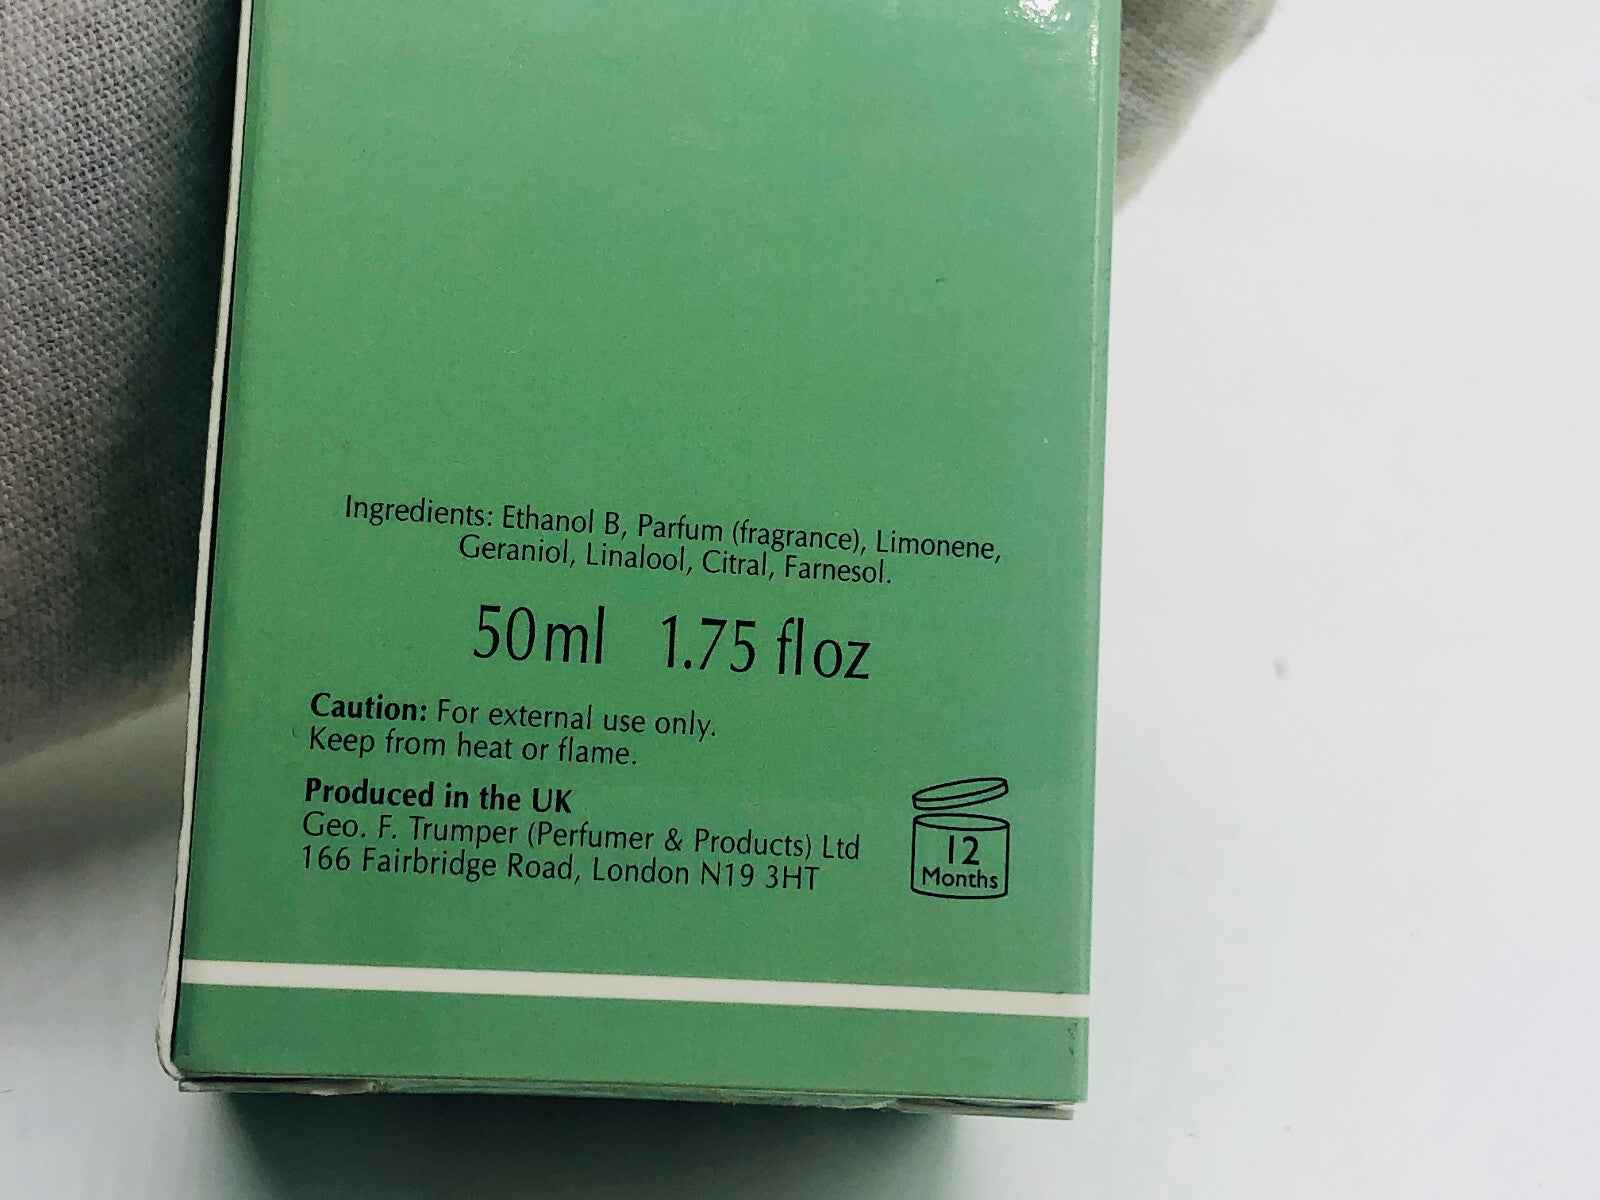 Ingredients: Ethanol B, Parfum (fragrance), Limonene,
Geraniol, Linalool, Citral, Farnesol.
50ml 1.75 fl oz
Caution: For external use only.
Keep from heat or flame.
Produced in the UK
Geo. F. Trumper (Perfumer & Products) Ltd
166 Fairbridge Road, London N19 3HT
12
Months